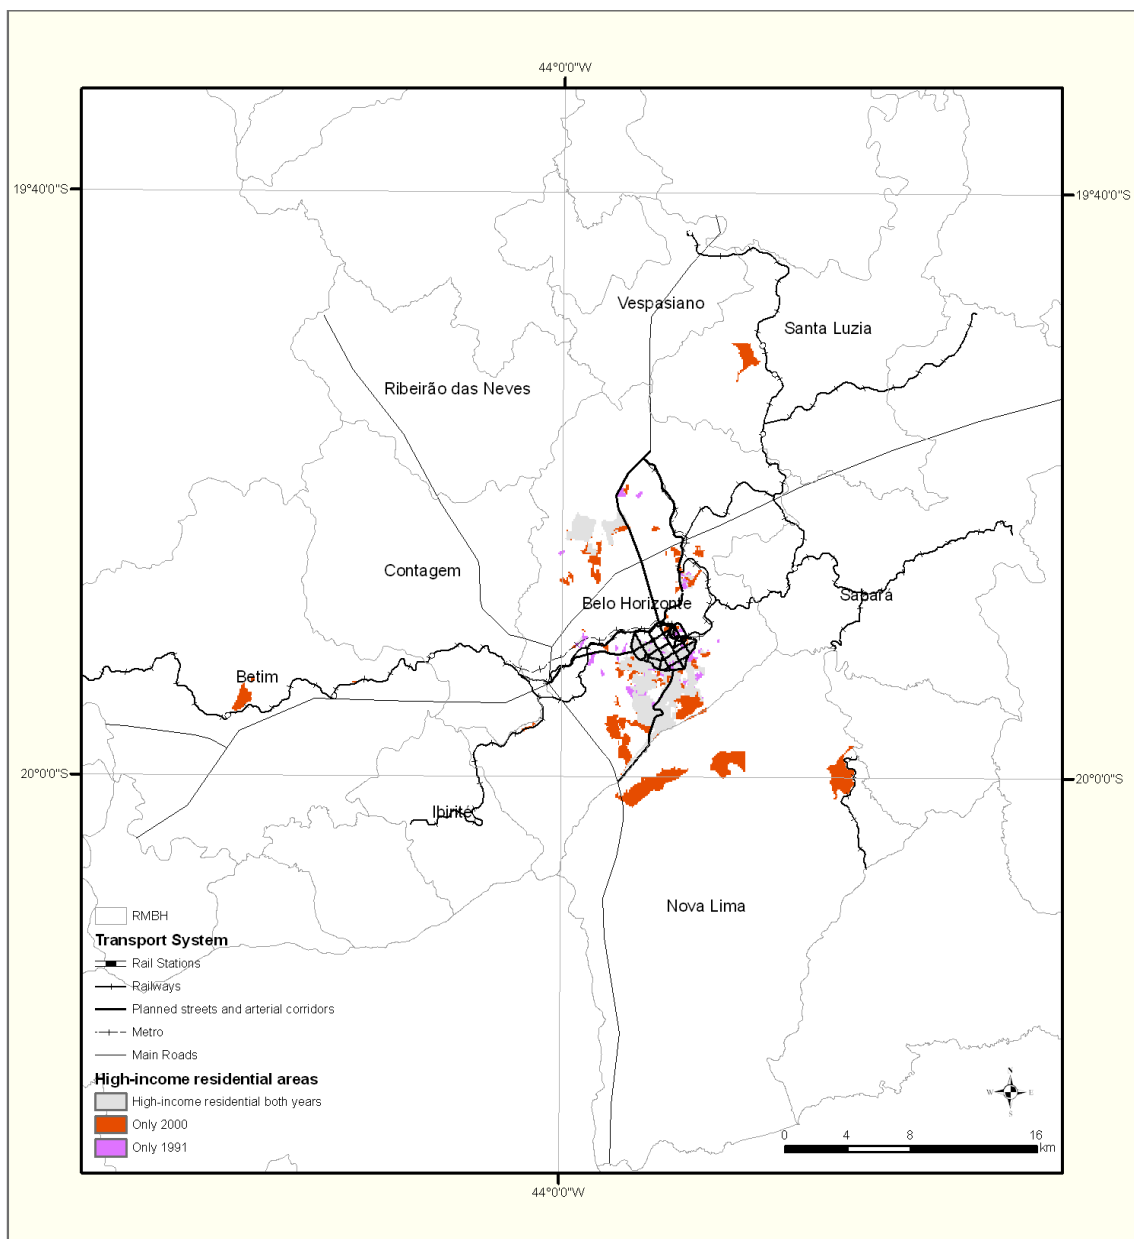 44°0'0"W
19°40'0"S
19°40'0"S
Vespasiano
Santa Luzia
Ribeirão das Neves
Contagem
Belo Horizonte
Sabará
Betim
20°0'0"S
20°0'0"S
Ibirité
Nova Lima
RMBH
Transport System
Rail Stations
Railways
Planned streets and arterial corridors
Metro
Main Roads
High-income residential areas
High-income residential both years
Only 2000
Only 1991
N
W E
S
0 4 8 16
km
44°0'0"W